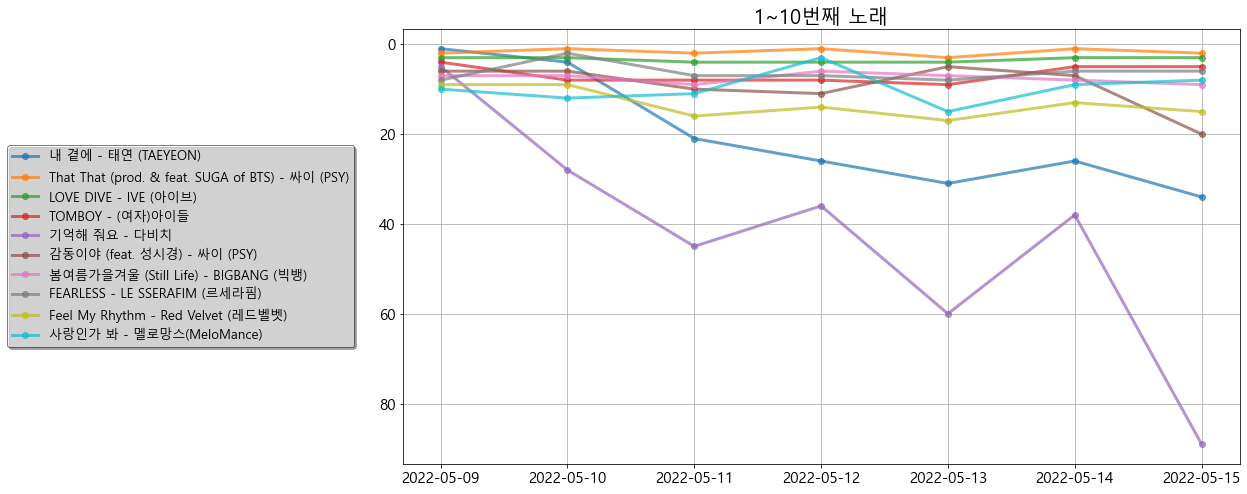 1~10번째 노래
내 곁에 - 태연 (TAEYEON)
That That (prod. & feat. SUGA of BTS) - 싸이 (PSY)
LOVE DIVE - IVE (아이브)
TOMBOY - (여자)아이들
기억해 줘요 - 다비치
감동이야 (feat. 성시경) - 싸이 (PSY)
봄여름가을겨울 (Still Life) - BIGBANG (빅뱅)
FEARLESS - LE SSERAFIM (르세라핌)
Feel My Rhythm - Red Velvet (레드벨벳)
사랑인가 봐 - 멜로망스(MeloMance)
0
20
40
60
80
2022-05-09 2022-05-10 2022-05-11 2022-05-12 2022-05-13 2022-05-14 2022-05-15